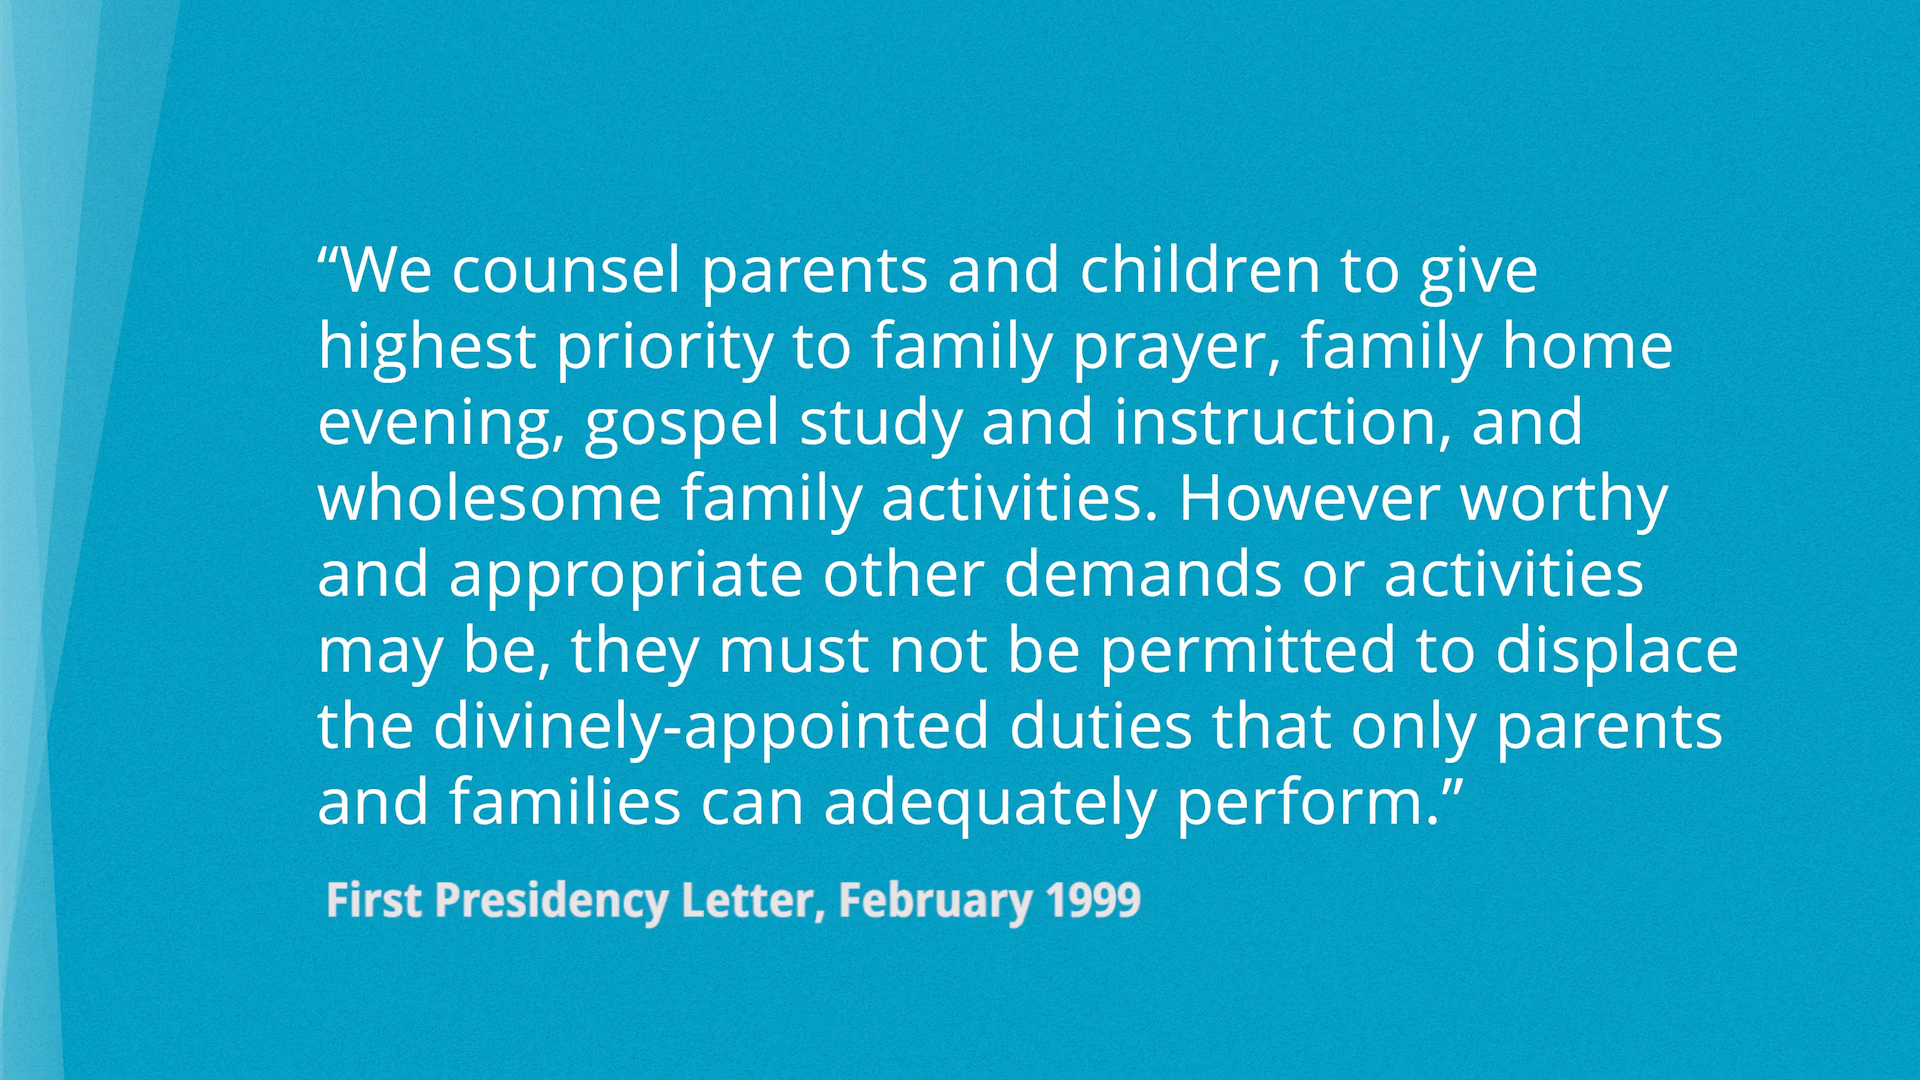 “We counsel parents and children to give
highest priority to family prayer, family home
evening, gospel study and instruction, and
wholesome family activities. However worthy
and appropriate other demands or activities
may be, they must not be permitted to displace
the divinely-appointed duties that only parents
and families can adequately perform.”
First Presidency Letter, February 1999